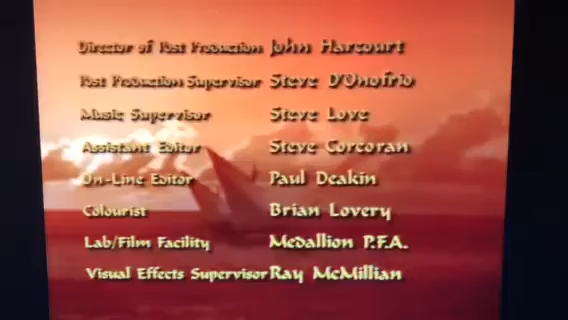 Director of Post Production John Harcourt
Post Production Supervisor Steve D'Onofrio
Music Supervisor Steve Love
Assistant Editor Steve Corcoran
On-Line Editor Paul Deakin
Colourist Brian Lovery
Lab/Film Facility Medallion P.F.A.
Visual Effects Supervisor Ray McMillian